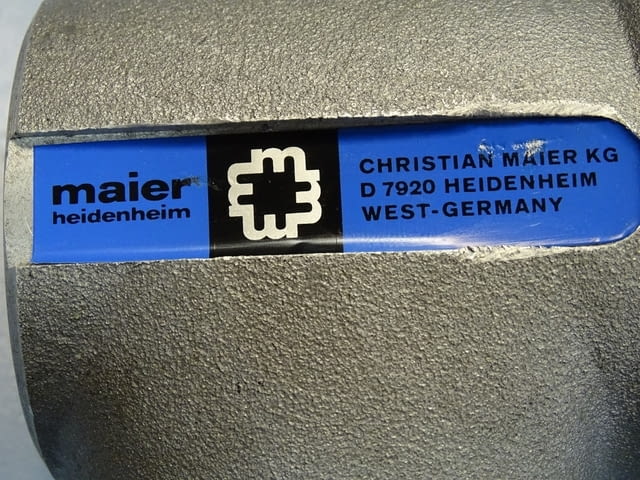 maier
heidenheim
CHRISTIAN MAIER KG
D 7920 HEIDENHEIM
WEST-GERMANY